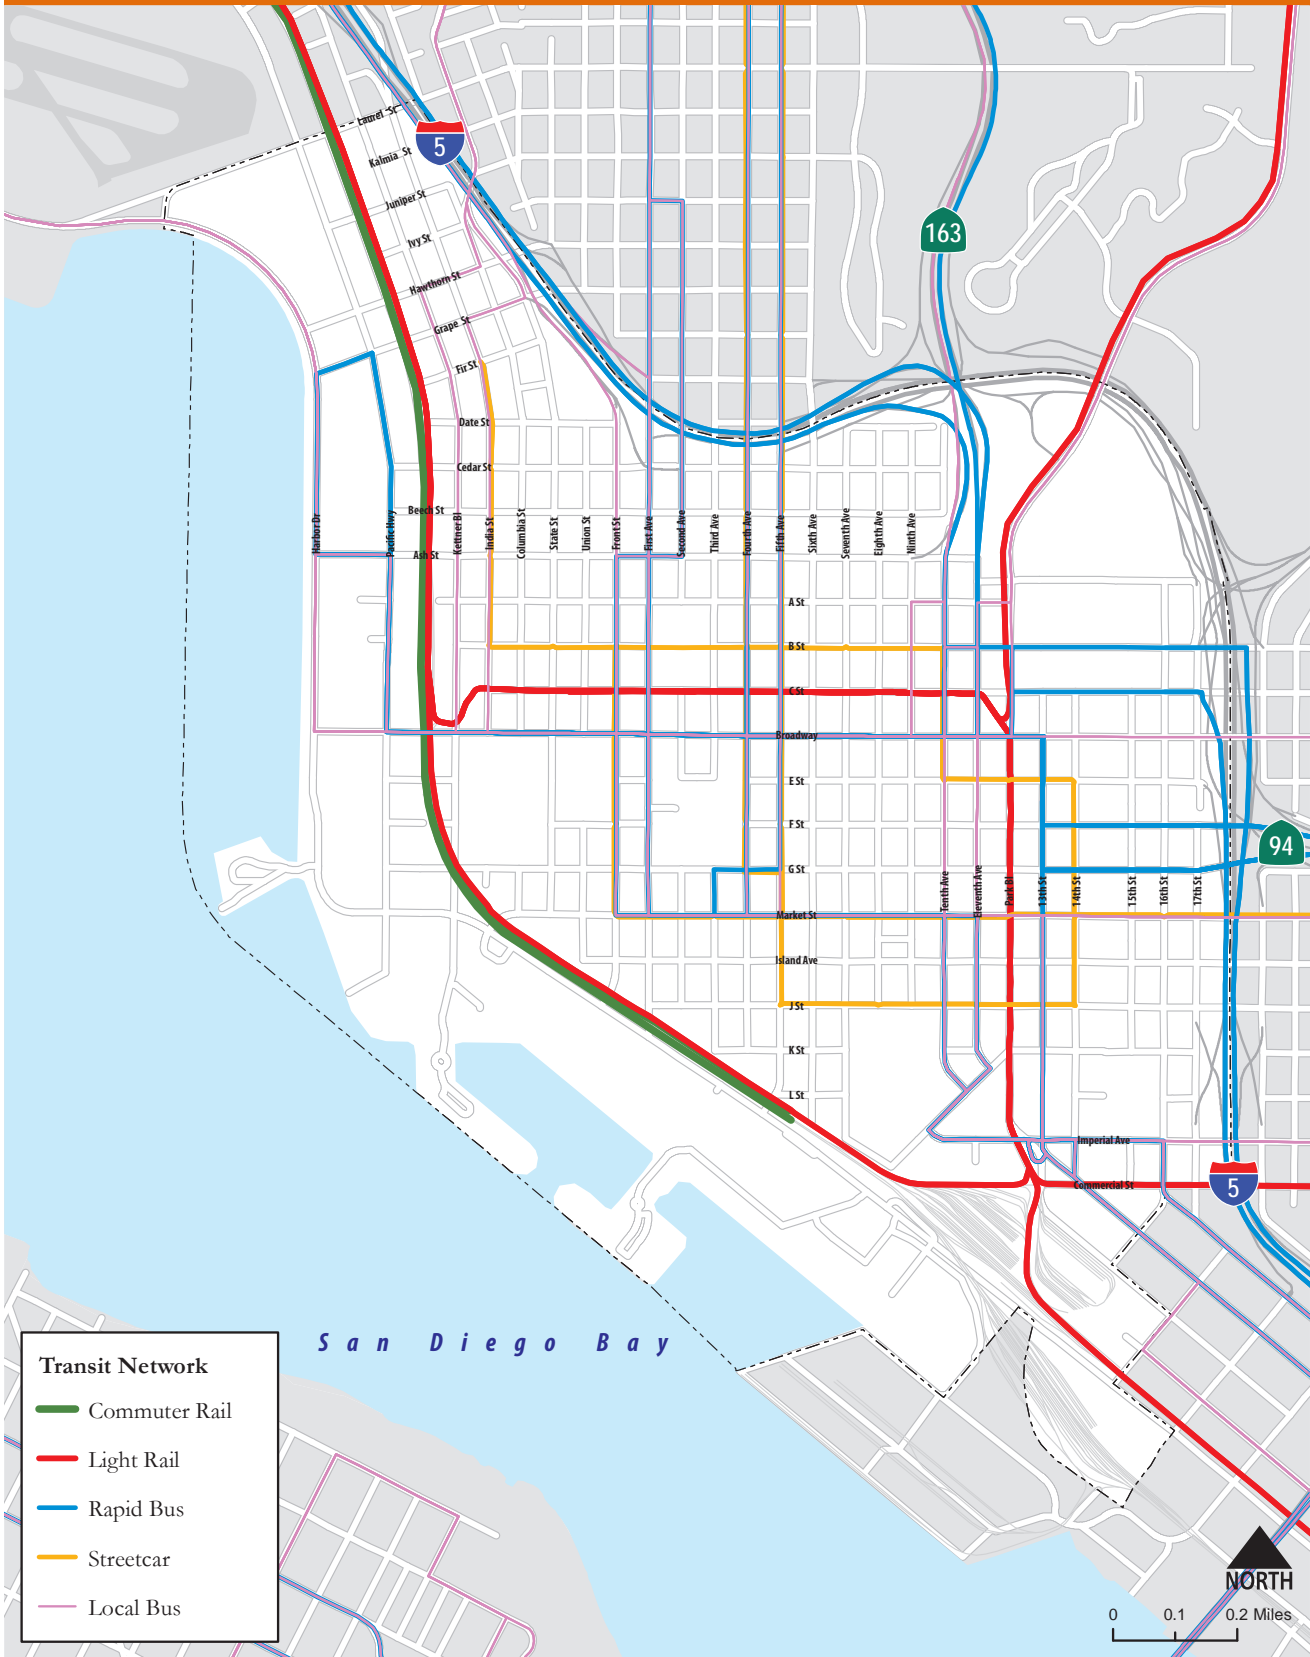 Laurel St
5
Kalmia St
Juniper St
163
Ivy St
Hawthorn St
Grape St
Fir St
Date St
Cedar St
Beech St
Harbor Dr
Pacific Hwy
Ash St
Kettner Bl
India St
Columbia St
State St
Union St
Front St
First Ave
Second Ave
Third Ave
Fourth Ave
Fifth Ave
Sixth Ave
Seventh Ave
Eighth Ave
Ninth Ave
A St
B St
C St
Broadway
E St
F St
94
G St
Tenth Ave
Eleventh Ave
Park Bl
13th St
14th St
15th St
16th St
17th St
Market St
Island Ave
J St
K St
L St
Imperial Ave
Commercial St
5
San Diego Bay
Transit Network
Commuter Rail
Light Rail
Rapid Bus
Streetcar
Local Bus
NORTH
0 0.1 0.2 Miles